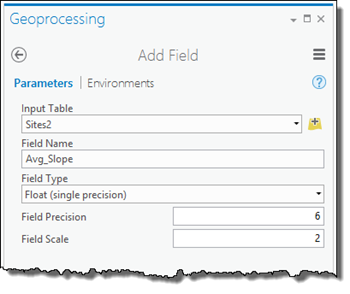 Geoprocessing
Add Field
Parameters | Environments
Input Table
Sites2
Field Name
Avg_Slope
Field Type
Float (single precision)
Field Precision 6
Field Scale 2